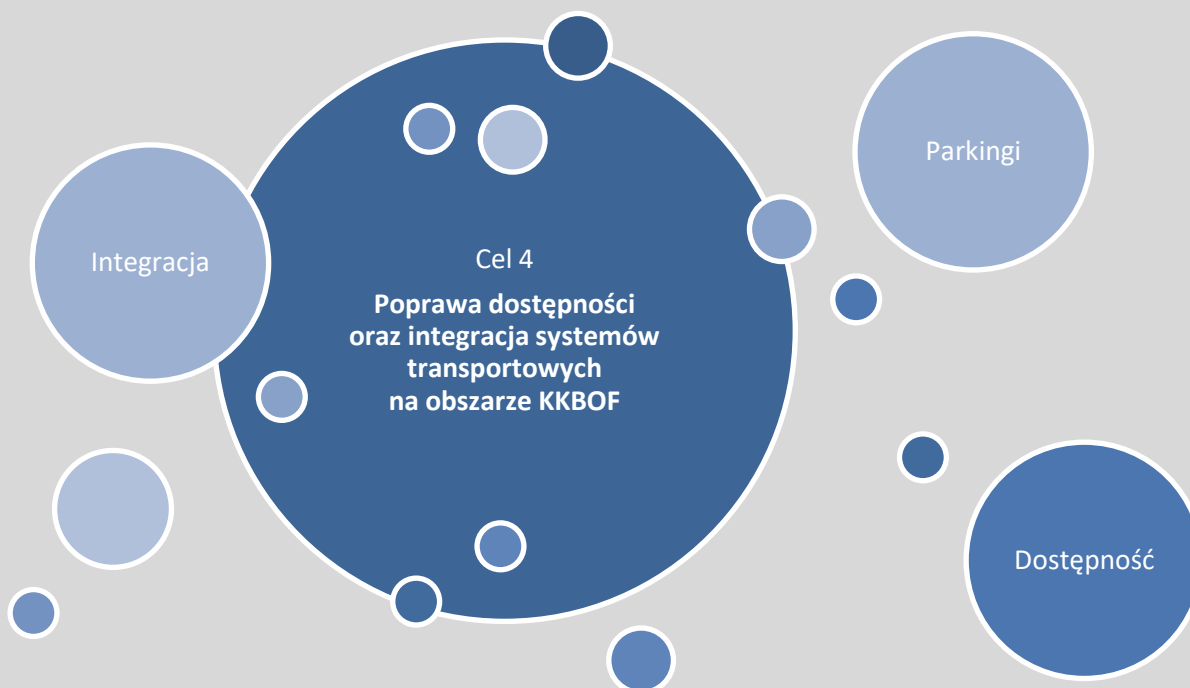 Parkingi
Integracja
Cel 4
Poprawa dostępności
oraz integracja systemów
transportowych
na obszarze KKBOF
Dostępność